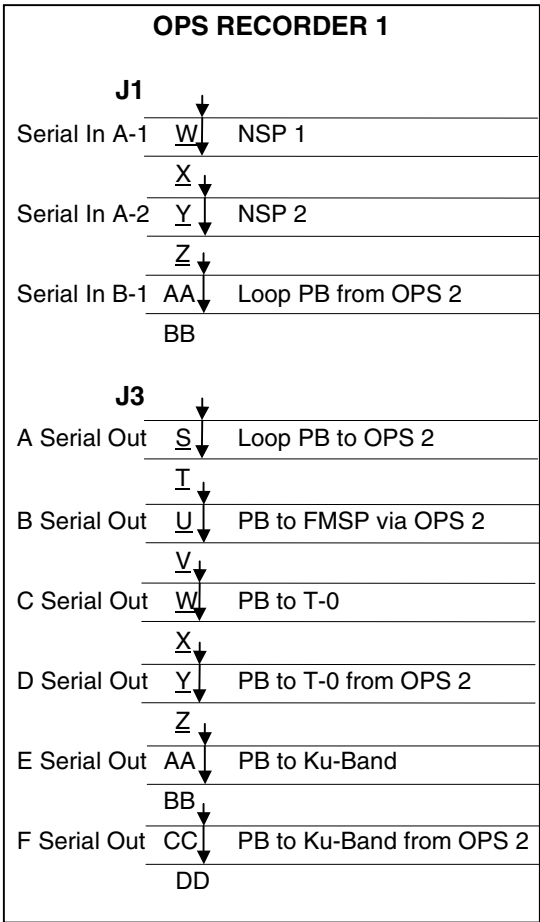 OPS RECORDER 1
J1
Serial In A-1 W NSP 1
X
Serial In A-2 Y NSP 2
Z
Serial In B-1 AA Loop PB from OPS 2
BB
J3
A Serial Out S Loop PB to OPS 2
T
B Serial Out U PB to FMSP via OPS 2
V
C Serial Out W PB to T-0
X
D Serial Out Y PB to T-0 from OPS 2
Z
E Serial Out AA PB to Ku-Band
BB
F Serial Out CC PB to Ku-Band from OPS 2
DD